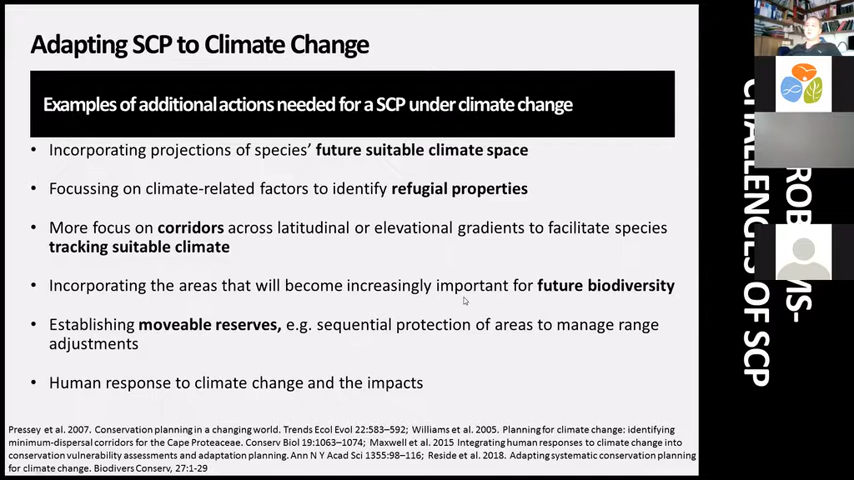 Adapting SCP to Climate Change
Examples of additional actions needed for a SCP under climate change
• Incorporating projections of species' future suitable climate space
• Focussing on climate-related factors to identify refugial properties
• More focus on corridors across latitudinal or elevational gradients to facilitate species
tracking suitable climate
• Incorporating the areas that will become increasingly important for future biodiversity
• Establishing moveable reserves, e.g. sequential protection of areas to manage range
adjustments
• Human response to climate change and the impacts
Pressey et al. 2007. Conservation planning in a changing world. Trends Ecol Evol 22:583–592; Williams et al. 2005. Planning for climate change: identifying
minimum-dispersal corridors for the Cape Proteaceae. Conserv Biol 19:1063–1074; Maxwell et al. 2015 Integrating human responses to climate change into
conservation vulnerability assessments and adaptation planning. Ann N Y Acad Sci 1355:98–116; Reside et al. 2018. Adapting systematic conservation planning
for climate change. Biodivers Conserv, 27:1-29
OF SCP